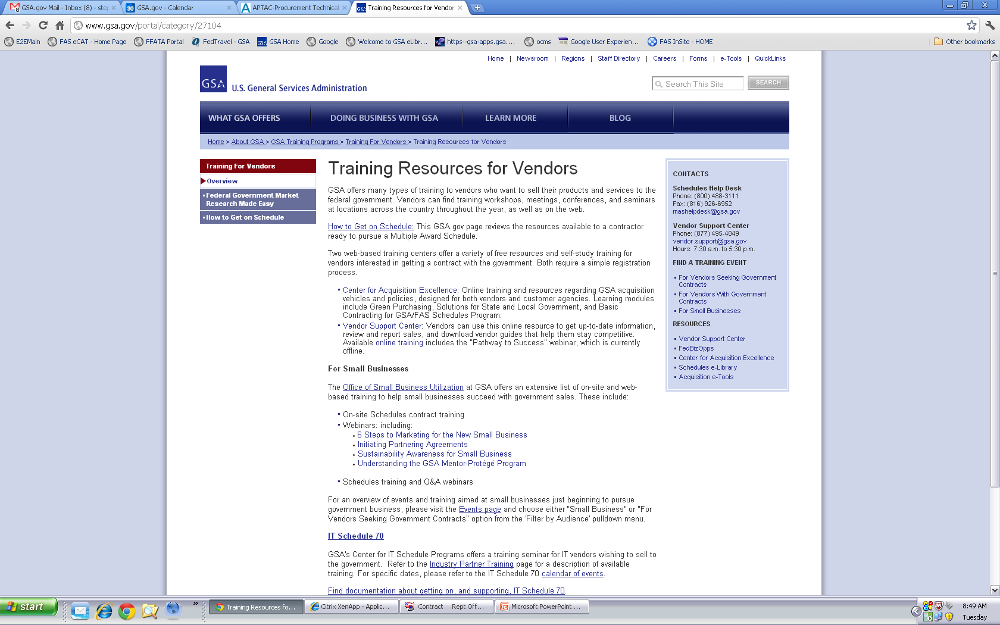 GSA.gov Mail - Inbox (8) - ste
GSA.gov - Calendar
APTAC-Procurement Technical
Training Resources for Vendor
www.gsa.gov/portal/category/27104
E2EMain
FAS eCAT - Home Page
FFATA Portal
FedTravel - GSA
GSA Home
Google
Welcome to GSA eLibr...
https--gsa-apps.gsa....
ocms
Google User Experien...
FAS InSite - HOME
Other bookmarks
Home | Newsroom | Regions | Staff Directory | Careers | Forms | e-Tools | QuickLinks
GSA U.S. General Services Administration
Search This Site
SEARCH
WHAT GSA OFFERS
DOING BUSINESS WITH GSA
LEARN MORE
BLOG
Home > About GSA > GSA Training Programs > Training For Vendors > Training Resources for Vendors
Training For Vendors
Overview
Federal Government Market
Research Made Easy
How to Get on Schedule
Training Resources for Vendors
GSA offers many types of training to vendors who want to sell their products and services to the
federal government. Vendors can find training workshops, meetings, conferences, and seminars
at locations across the country throughout the year, as well as on the web.
How to Get on Schedule: This GSA.gov page reviews the resources available to a contractor
ready to pursue a Multiple Award Schedule.
Two web-based training centers offer a variety of free resources and self-study training for
vendors interested in getting a contract with the government. Both require a simple registration
process.
Center for Acquisition Excellence: Online training and resources regarding GSA acquisition
vehicles and policies, designed for both vendors and customer agencies. Learning modules
include Green Purchasing, Solutions for State and Local Government, and Basic
Contracting for GSA/FAS Schedules Program.
Vendor Support Center: Vendors can use this online resource to get up-to-date information,
review and report sales, and download vendor guides that help them stay competitive.
Available online training includes the "Pathway to Success" webinar, which is currently
offline.
For Small Businesses
The Office of Small Business Utilization at GSA offers an extensive list of on-site and web-
based training to help small businesses succeed with government sales. These include:
On-site Schedules contract training
Webinars: including:
6 Steps to Marketing for the New Small Business
Initiating Partnering Agreements
Sustainability Awareness for Small Business
Understanding the GSA Mentor-Protégé Program
Schedules training and Q&A webinars
For an overview of events and training aimed at small businesses just beginning to pursue
government business, please visit the Events page and choose either "Small Business" or "For
Vendors Seeking Government Contracts" option from the 'Filter by Audience' pulldown menu.
IT Schedule 70
GSA's Center for IT Schedule Programs offers a training seminar for IT vendors wishing to sell to
the government. Refer to the Industry Partner Training page for a description of available
training. For specific dates, please refer to the IT Schedule 70 calendar of events.
Find documentation about getting on, and supporting, IT Schedule 70.
CONTACTS
Schedules Help Desk
Phone: (800) 488-3111
Fax: (816) 926-6952
mashelpdesk@gsa.gov
Vendor Support Center
Phone: (877) 495-4849
vendor.support@gsa.gov
Hours: 7:30 a.m. to 5:30 p.m.
FIND A TRAINING EVENT
For Vendors Seeking Government
Contracts
For Vendors With Government
Contracts
For Small Businesses
RESOURCES
Vendor Support Center
FedBizOpps
Center for Acquisition Excellence
Schedules e-Library
Acquisition e-Tools
start
Training Resources fo...
Citrix XenApp - Applic...
Contract Rept Off...
Microsoft PowerPoint ...
8:49 AM
Tuesday